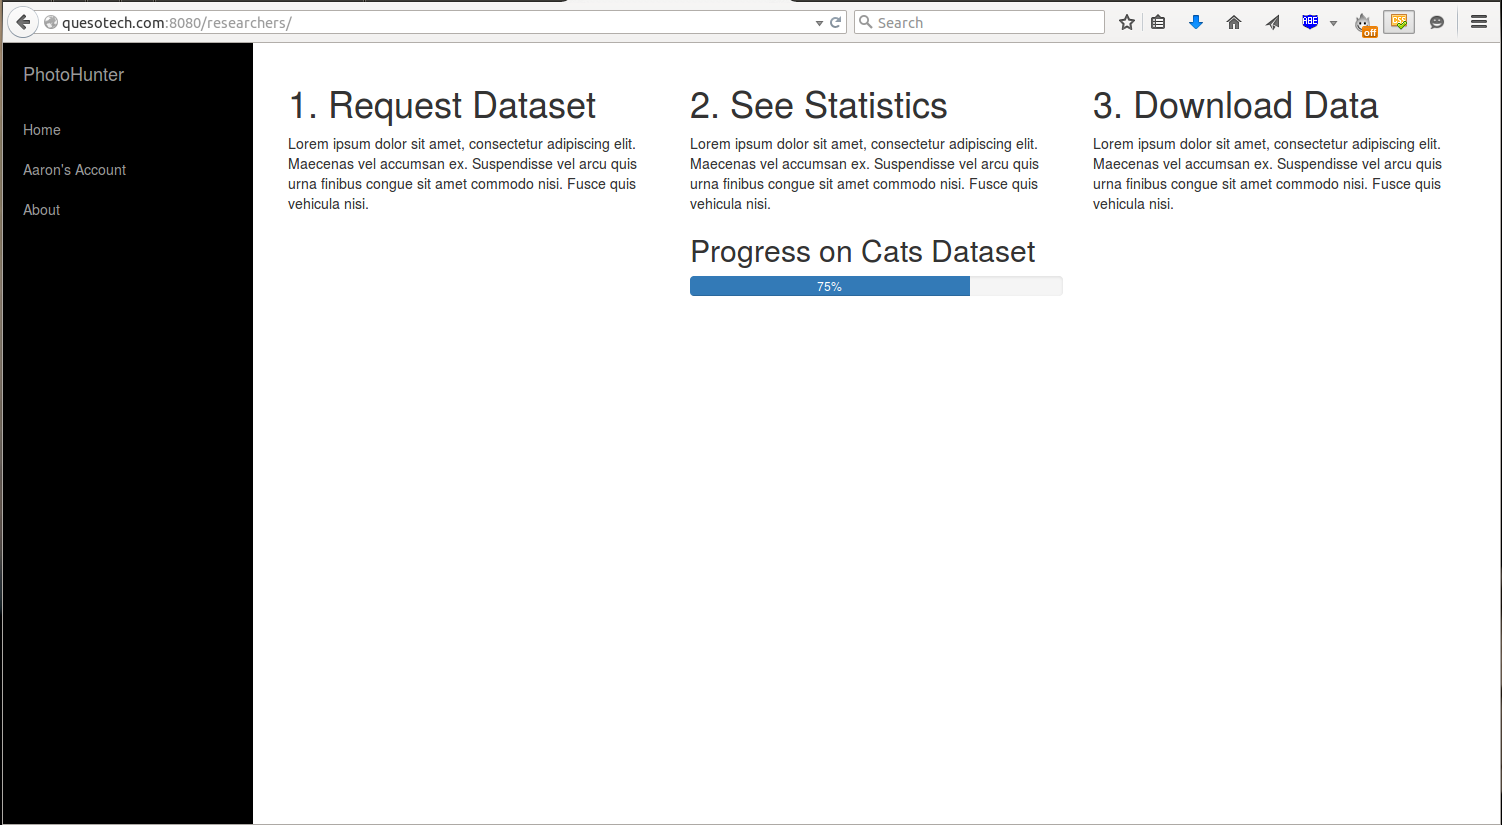 quesotech.com:8080/researchers/
Search
ABE
off
PhotoHunter
Home
Aaron's Account
About
1. Request Dataset
Lorem ipsum dolor sit amet, consectetur adipiscing elit.
Maecenas vel accumsan ex. Suspendisse vel arcu quis
urna finibus congue sit amet commodo nisi. Fusce quis
vehicula nisi.
2. See Statistics
Lorem ipsum dolor sit amet, consectetur adipiscing elit.
Maecenas vel accumsan ex. Suspendisse vel arcu quis
urna finibus congue sit amet commodo nisi. Fusce quis
vehicula nisi.
Progress on Cats Dataset
75%
3. Download Data
Lorem ipsum dolor sit amet, consectetur adipiscing elit.
Maecenas vel accumsan ex. Suspendisse vel arcu quis
urna finibus congue sit amet commodo nisi. Fusce quis
vehicula nisi.